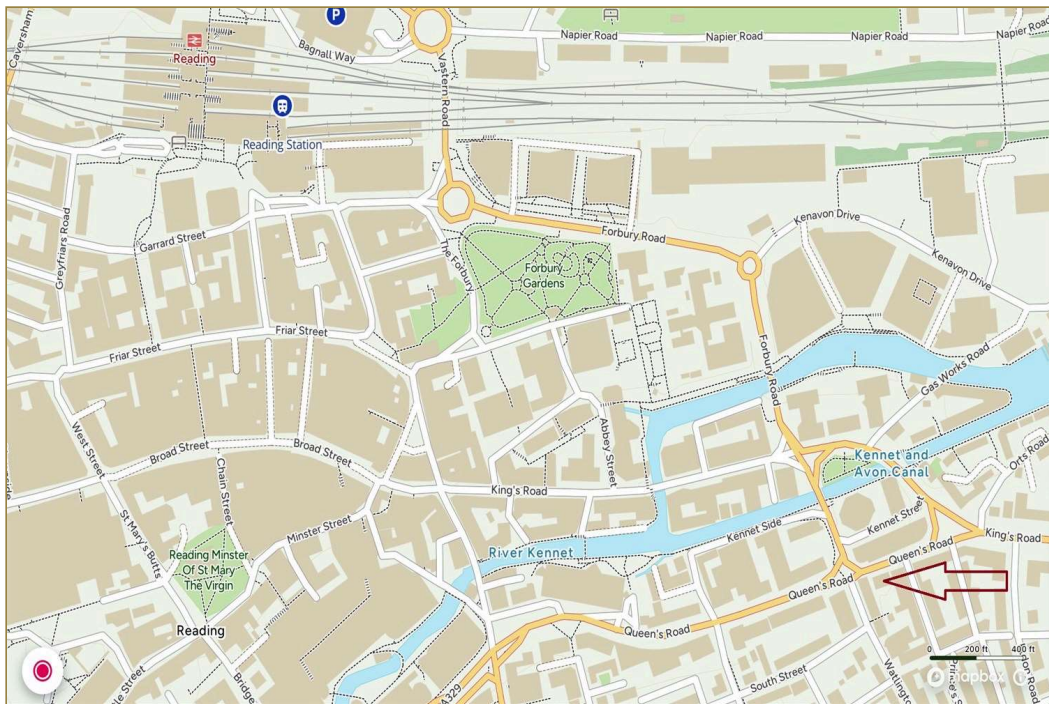 Caversham
P
Napier Road
Napier Road
Napier Road
Napier Road
Bagnall Way
Reading
Vastern Road
Reading Station
Greyfriars Road
Garrard Street
The Forbury
Forbury Road
Forbury
Gardens
Kenavon Drive
Kenavon Drive
Friar Street
Friar Street
Forbury Road
Gas Works Road
West Street
Broad Street
Broad Street
Chain Street
Abbey Street
King's Road
Kennet and
Avon Canal
Orts Road
St Mary's Butts
Minster Street
Kennet Side
Kennet Street
King's Road
Reading Minster
Of St Mary
The Virgin
River Kennet
Queen's Road
Queen's Road
Queen's Road
Reading
Bridge
A329
South Street
0 200 ft 400 ft
mapbox